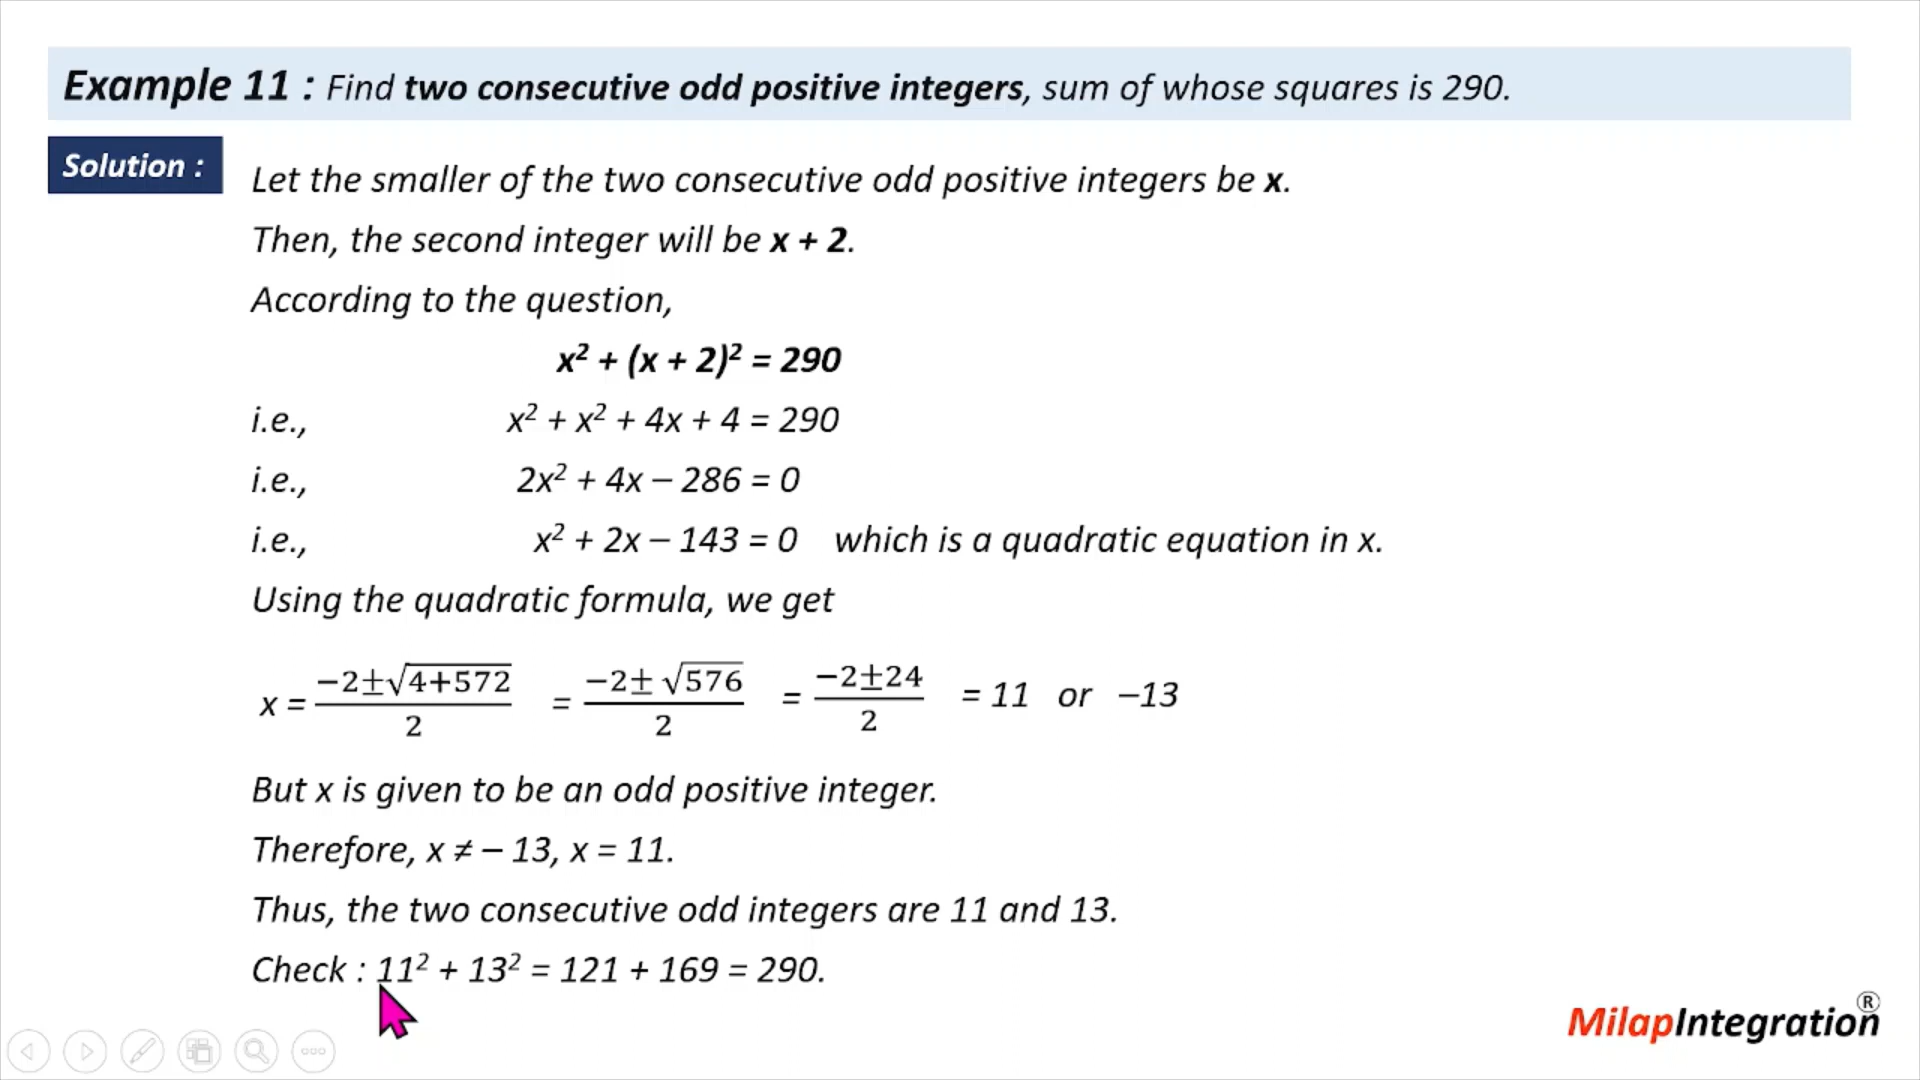 Example 11 : Find two consecutive odd positive integers, sum of whose squares is 290.
Solution :
Let the smaller of the two consecutive odd positive integers be x.
Then, the second integer will be x + 2.
According to the question,
x² + (x + 2)² = 290
i.e., x² + x² + 4x + 4 = 290
i.e., 2x² + 4x – 286 = 0
i.e., x² + 2x – 143 = 0 which is a quadratic equation in x.
Using the quadratic formula, we get
x = (−2±√(4+572))/2 = (−2± √576)/2 = (−2±24)/2 = 11 or –13
But x is given to be an odd positive integer.
Therefore, x ≠ – 13, x = 11.
Thus, the two consecutive odd integers are 11 and 13.
Check : 11² + 13² = 121 + 169 = 290.
MilapIntegration®